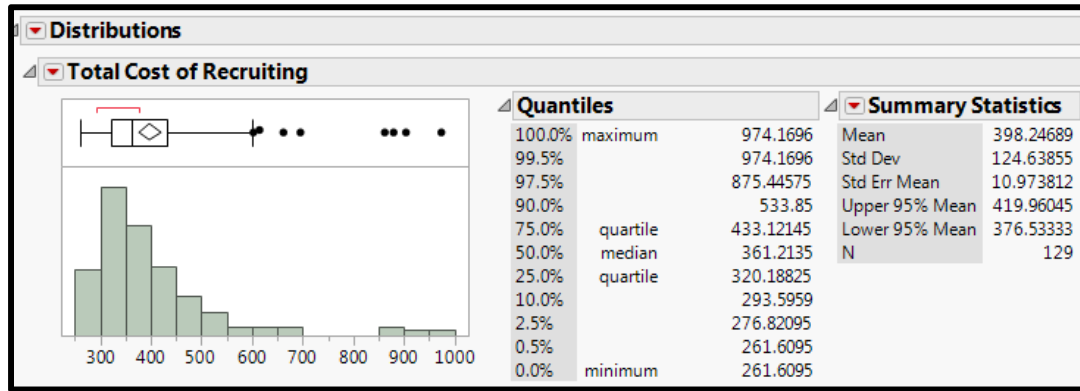 Distributions
Total Cost of Recruiting
300 400 500 600 700 800 900 1000
Quantiles
100.0% maximum 974.1696
99.5% 974.1696
97.5% 875.44575
90.0% 533.85
75.0% quartile 433.12145
50.0% median 361.2135
25.0% quartile 320.18825
10.0% 293.5959
2.5% 276.82095
0.5% 261.6095
0.0% minimum 261.6095
Summary Statistics
Mean 398.24689
Std Dev 124.63855
Std Err Mean 10.973812
Upper 95% Mean 419.96045
Lower 95% Mean 376.53333
N 129